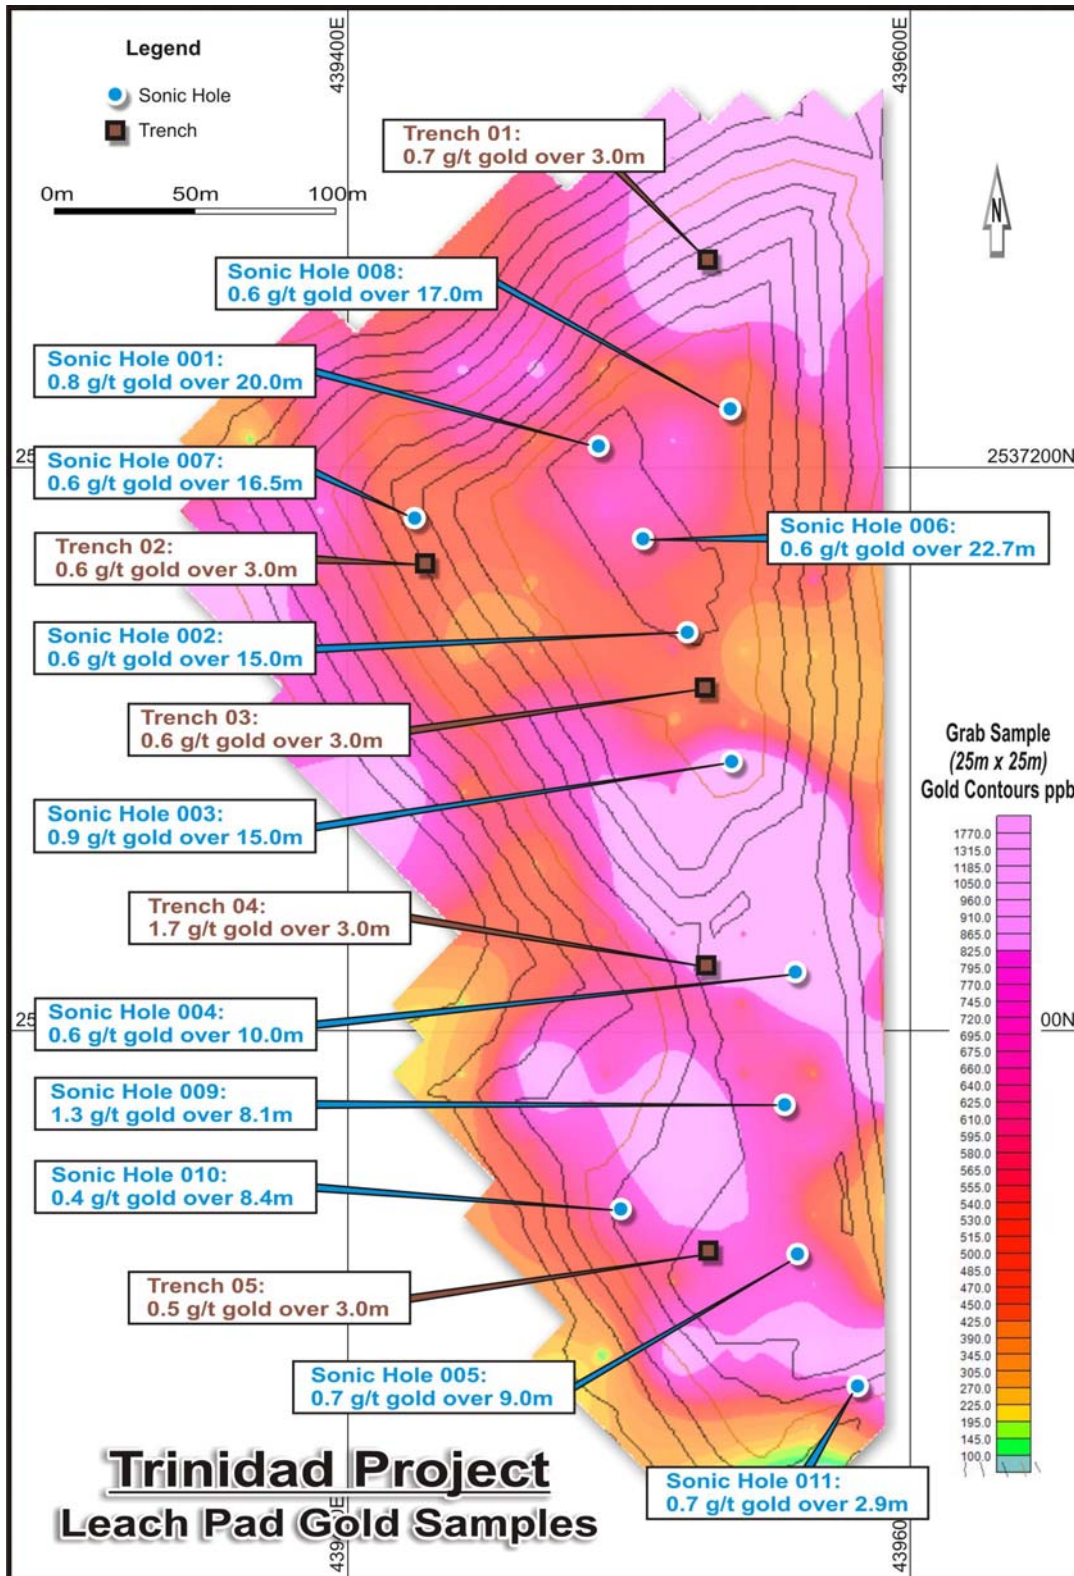 439400E
439600E
Legend
Sonic Hole
Trench
0m 50m 100m
N
Trench 01:
0.7 g/t gold over 3.0m
Sonic Hole 008:
0.6 g/t gold over 17.0m
Sonic Hole 001:
0.8 g/t gold over 20.0m
25
2537200N
Sonic Hole 007:
0.6 g/t gold over 16.5m
Sonic Hole 006:
0.6 g/t gold over 22.7m
Trench 02:
0.6 g/t gold over 3.0m
Sonic Hole 002:
0.6 g/t gold over 15.0m
Trench 03:
0.6 g/t gold over 3.0m
Sonic Hole 003:
0.9 g/t gold over 15.0m
Trench 04:
1.7 g/t gold over 3.0m
Sonic Hole 004:
0.6 g/t gold over 10.0m
25
00N
Sonic Hole 009:
1.3 g/t gold over 8.1m
Sonic Hole 010:
0.4 g/t gold over 8.4m
Trench 05:
0.5 g/t gold over 3.0m
Sonic Hole 005:
0.7 g/t gold over 9.0m
Sonic Hole 011:
0.7 g/t gold over 2.9m
Grab Sample
(25m x 25m)
Gold Contours ppb
1770.0
1315.0
1185.0
1050.0
960.0
910.0
865.0
825.0
795.0
770.0
745.0
720.0
695.0
675.0
660.0
640.0
625.0
610.0
595.0
580.0
565.0
555.0
540.0
530.0
515.0
500.0
485.0
470.0
450.0
425.0
390.0
345.0
305.0
270.0
225.0
195.0
145.0
100.0
Trinidad Project
Leach Pad Gold Samples
43960